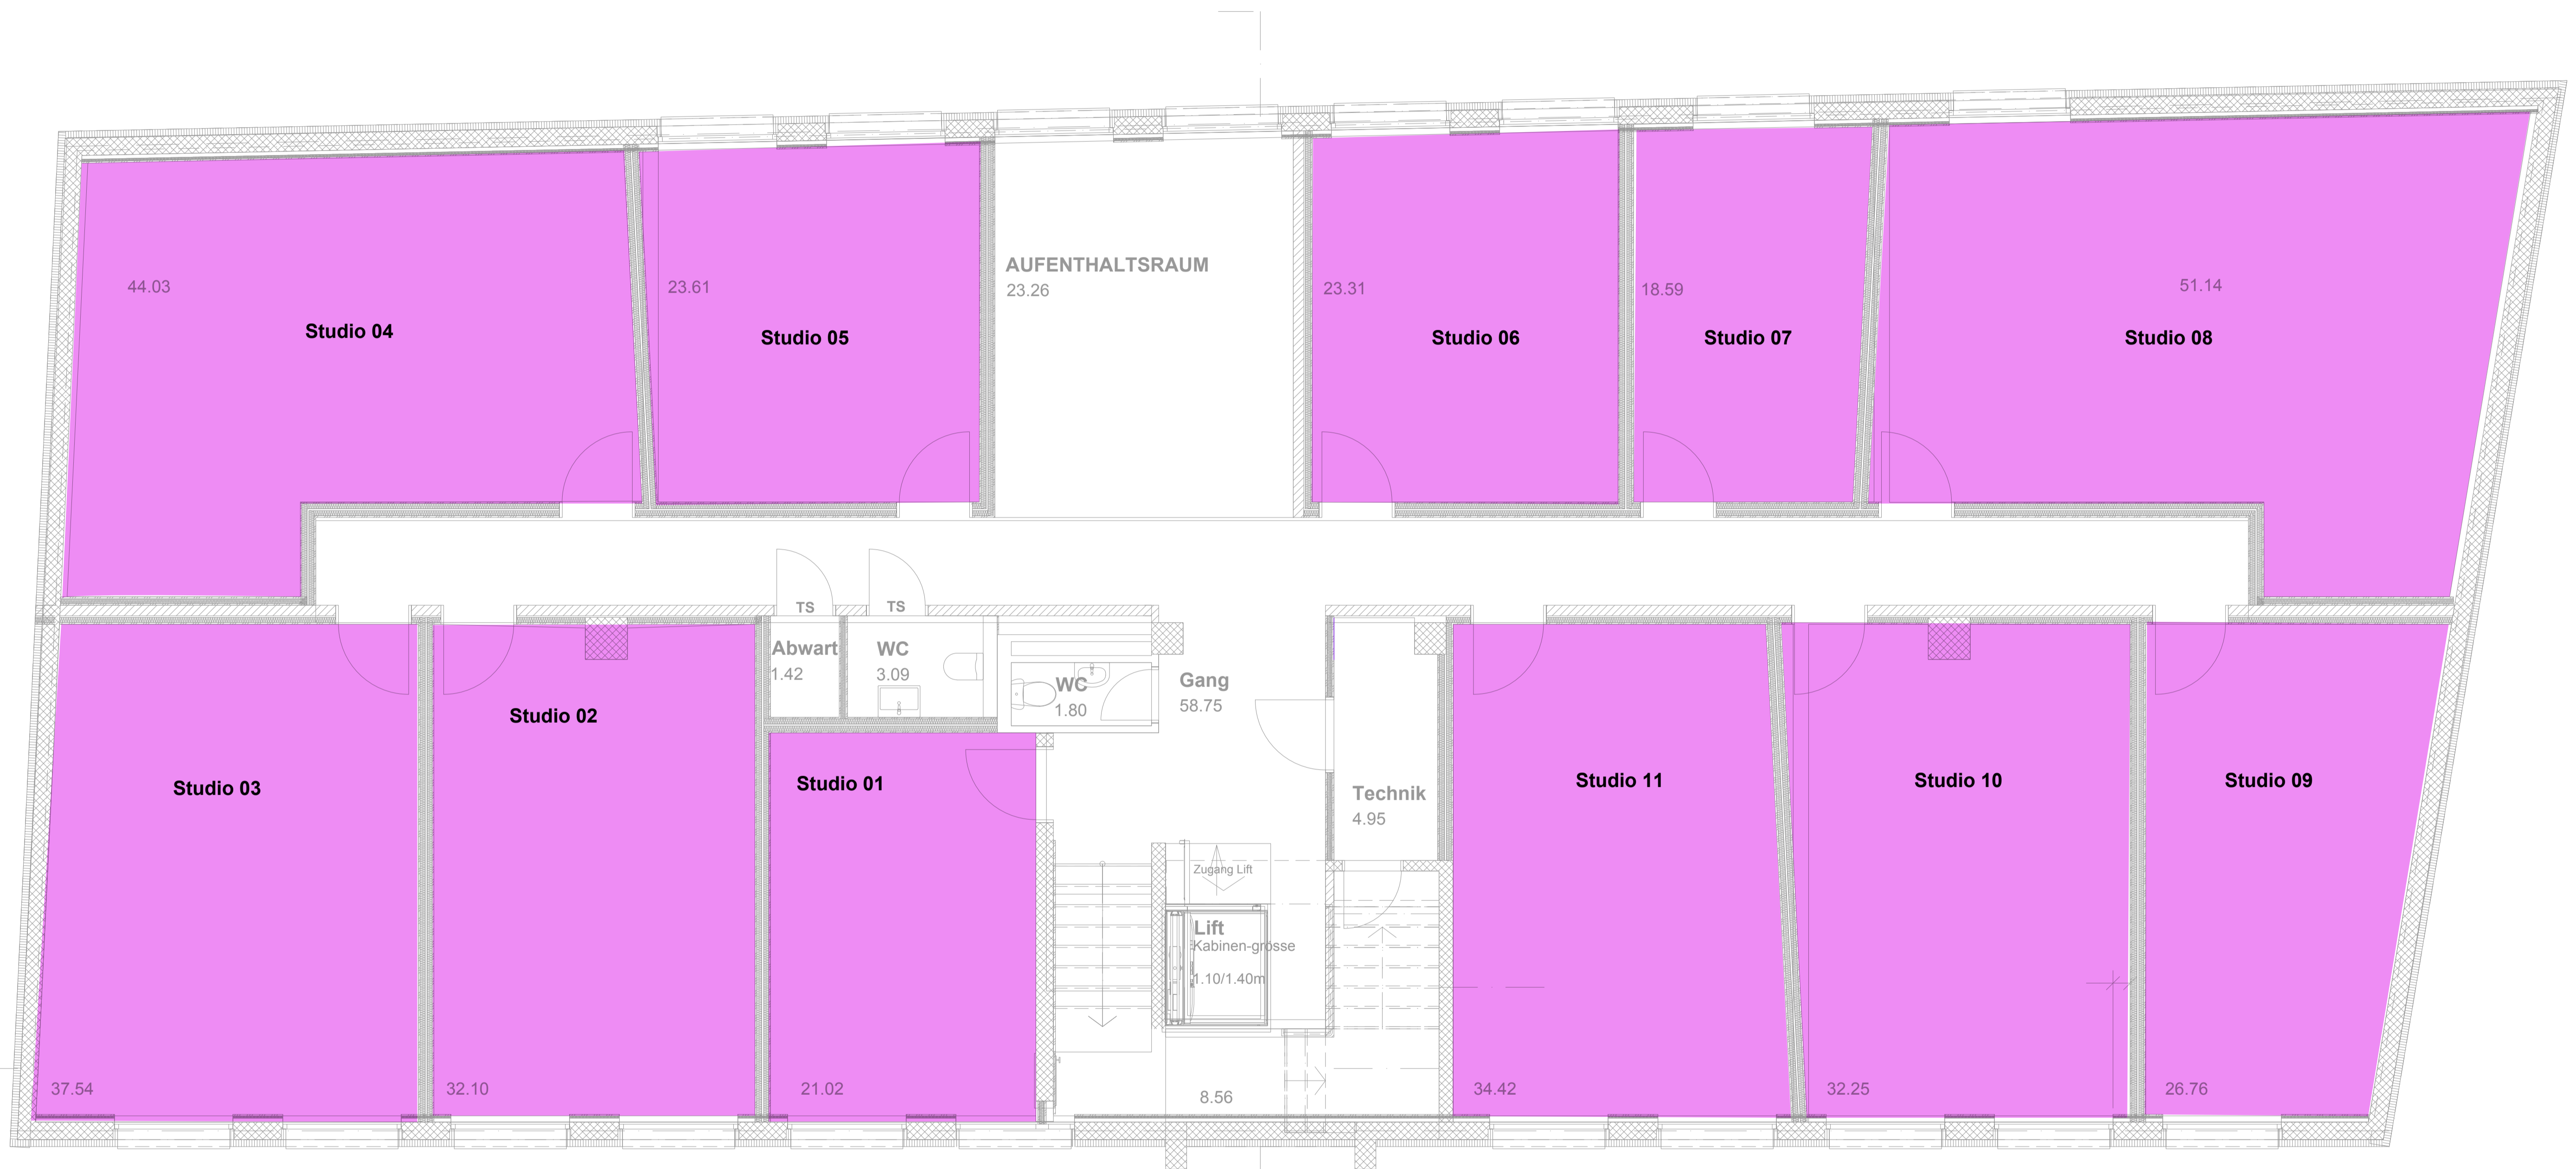 AUFENTHALTSRAUM
23.26
44.03
23.61
23.31
18.59
51.14
Studio 04
Studio 05
Studio 06
Studio 07
Studio 08
TS
TS
Abwart
1.42
WC
3.09
WC
1.80
Gang
58.75
Studio 03
Studio 02
Studio 01
Studio 11
Studio 10
Studio 09
Technik
4.95
Zugang Lift
Lift
Kabinen-grösse
1.10/1.40m
37.54
32.10
21.02
8.56
34.42
32.25
26.76